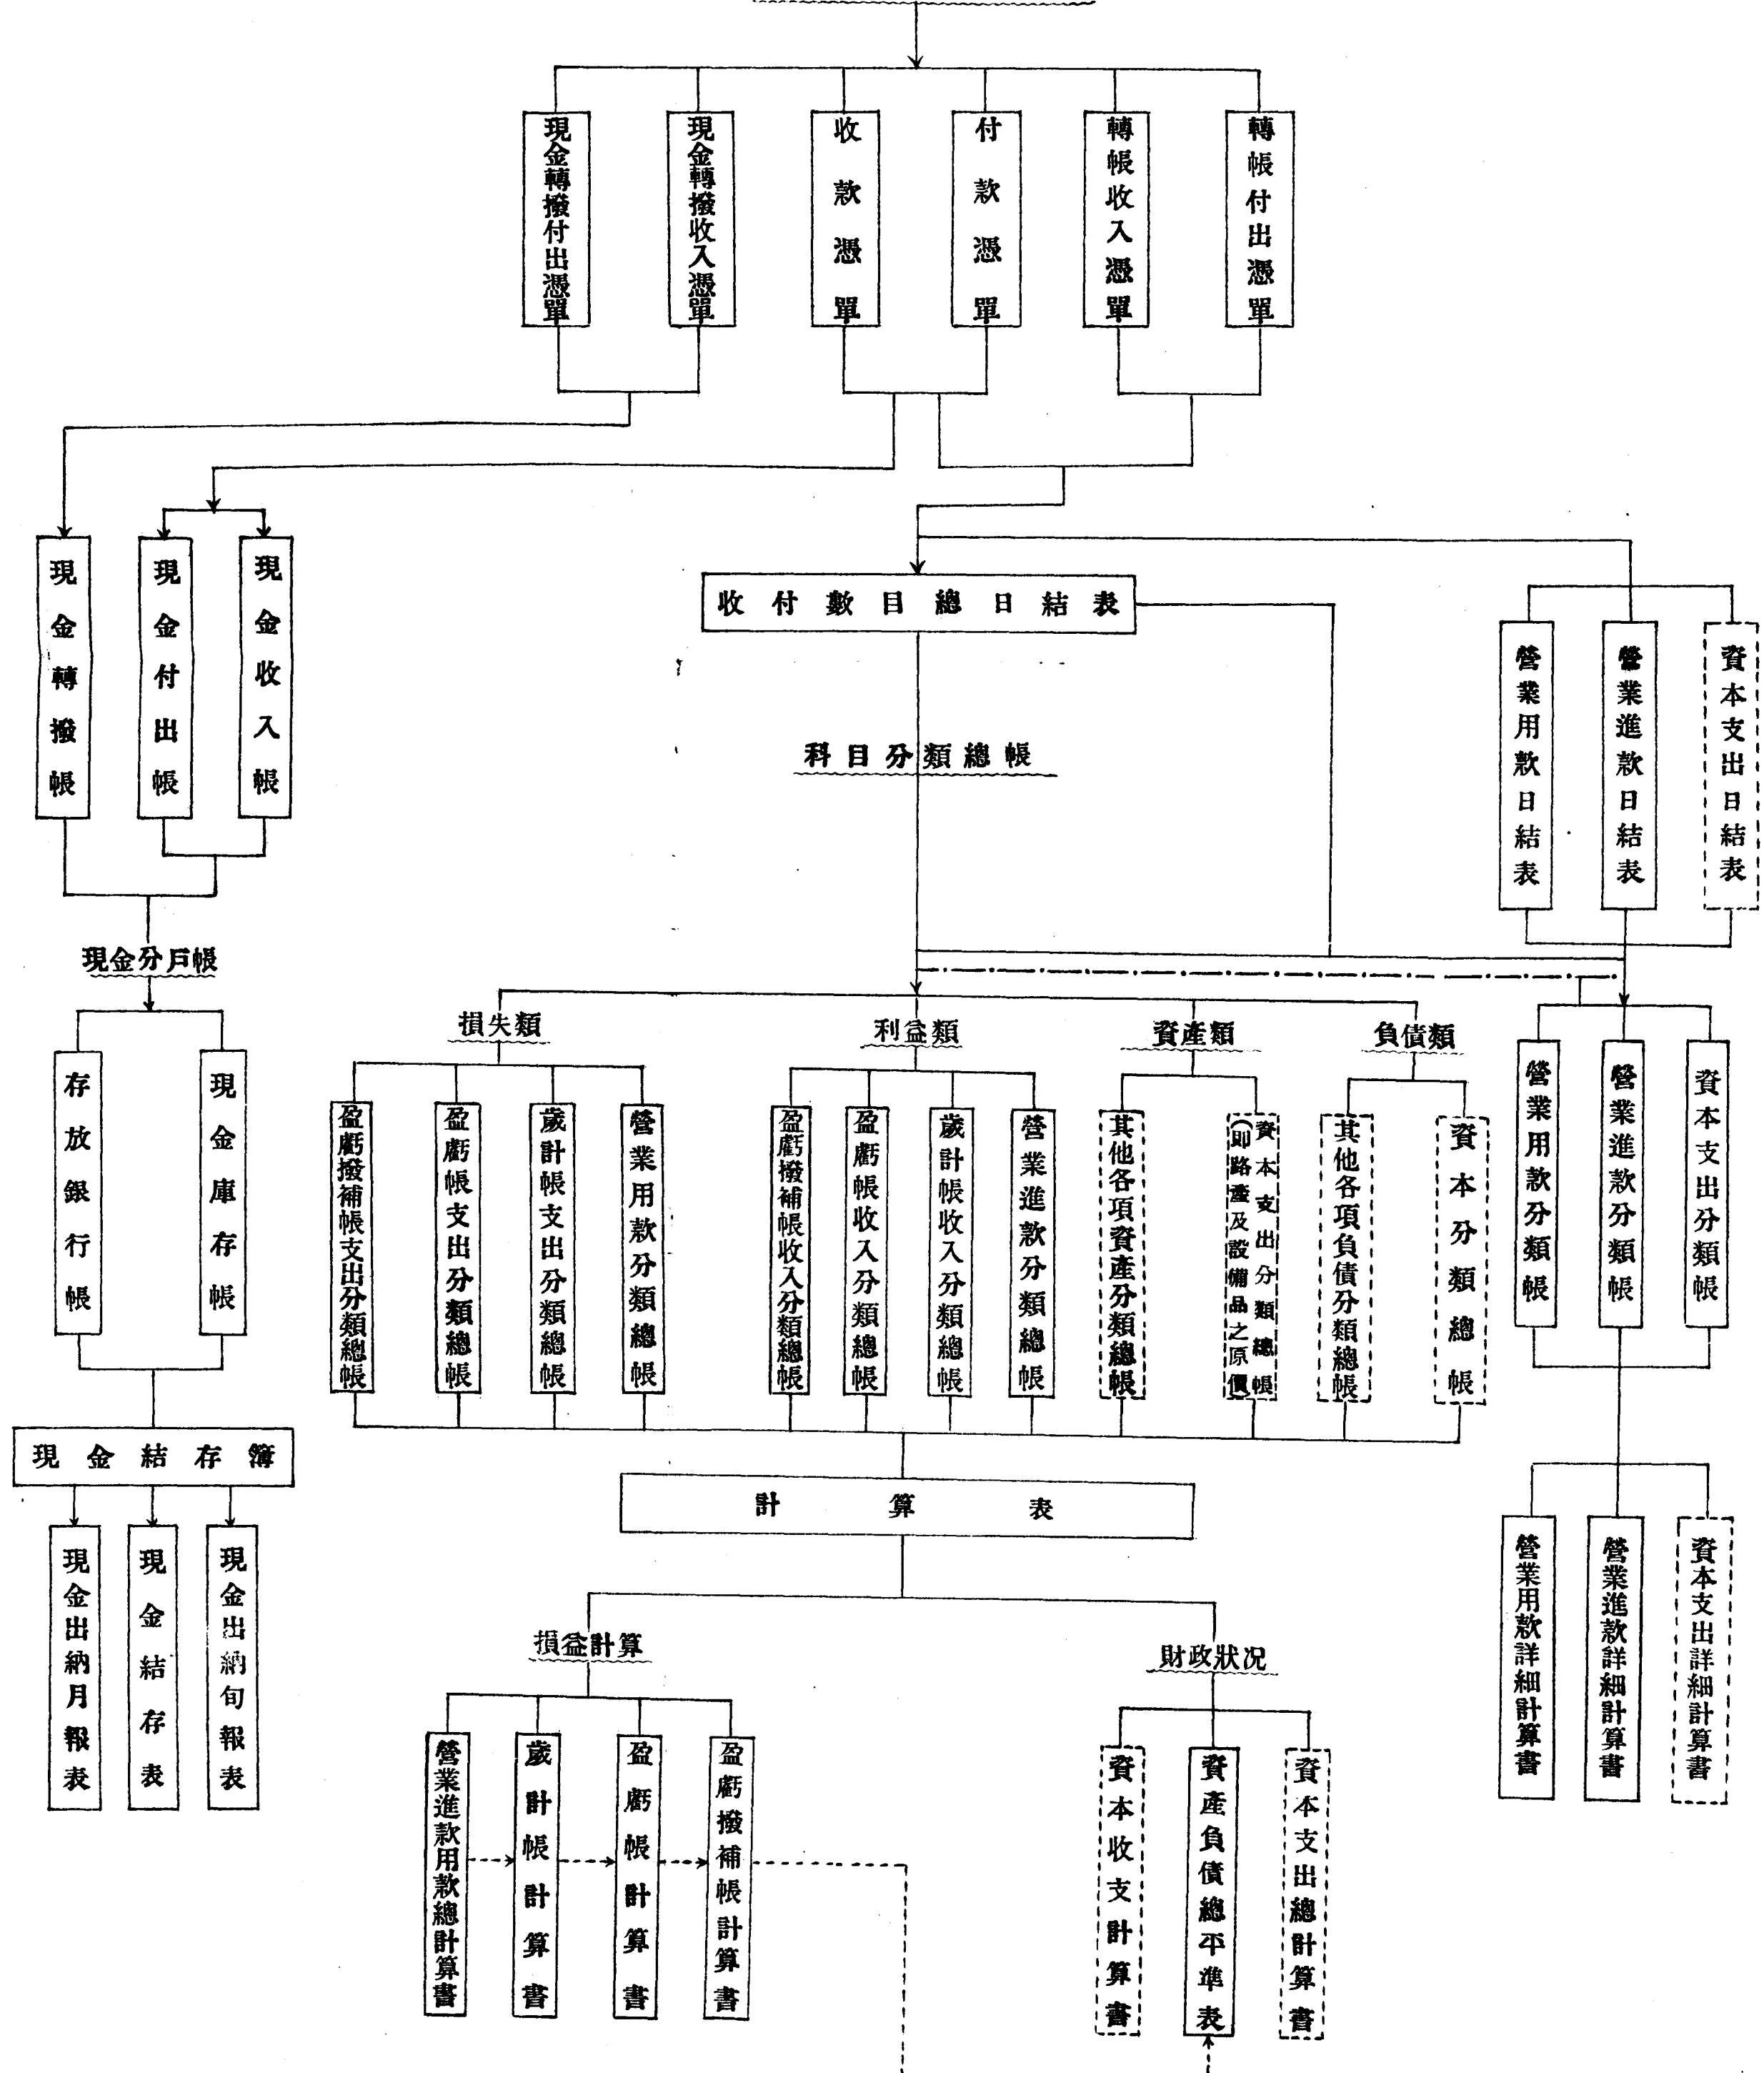 轉帳付出憑單
轉帳收入憑單
付款憑單
收款憑單
現金轉撥收入憑單
現金轉撥付出憑單
現金收入帳
現金付出帳
現金轉撥帳
收付數目總日結表
資本支出日結表
營業進款日結表
營業用款日結表
科目分類總帳
現金分戶帳
現金庫存帳
存放銀行帳
負債類
資產類
利益類
損失類
資本分類總帳
其他各項負債分類總帳
資本支出分類總帳
(即路產及設備品之原價)
其他各項資產分類總帳
營業進款分類總帳
歲計帳收入分類總帳
盈虧帳收入分類總帳
盈虧撥補帳收入分類總帳
營業用款分類總帳
歲計帳支出分類總帳
盈虧帳支出分類總帳
盈虧撥補帳支出分類總帳
資本支出分類帳
營業進款分類帳
營業用款分類帳
現金結存簿
現金出納旬報表
現金結存表
現金出納月報表
計算表
資本支出詳細計算書
營業進款詳細計算書
營業用款詳細計算書
財政狀况
損益計算
資本支出總計算書
資產負債總平準表
資本收支計算書
盈虧撥補帳計算書
盈虧帳計算書
歲計帳計算書
營業進款用款總計算書